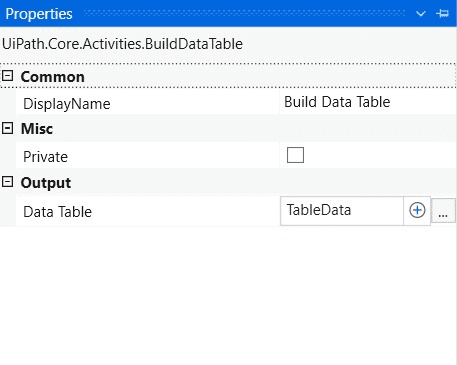 Properties
UiPath.Core.Activities.BuildDataTable
Common
DisplayName Build Data Table
Misc
Private
Output
Data Table TableData ...